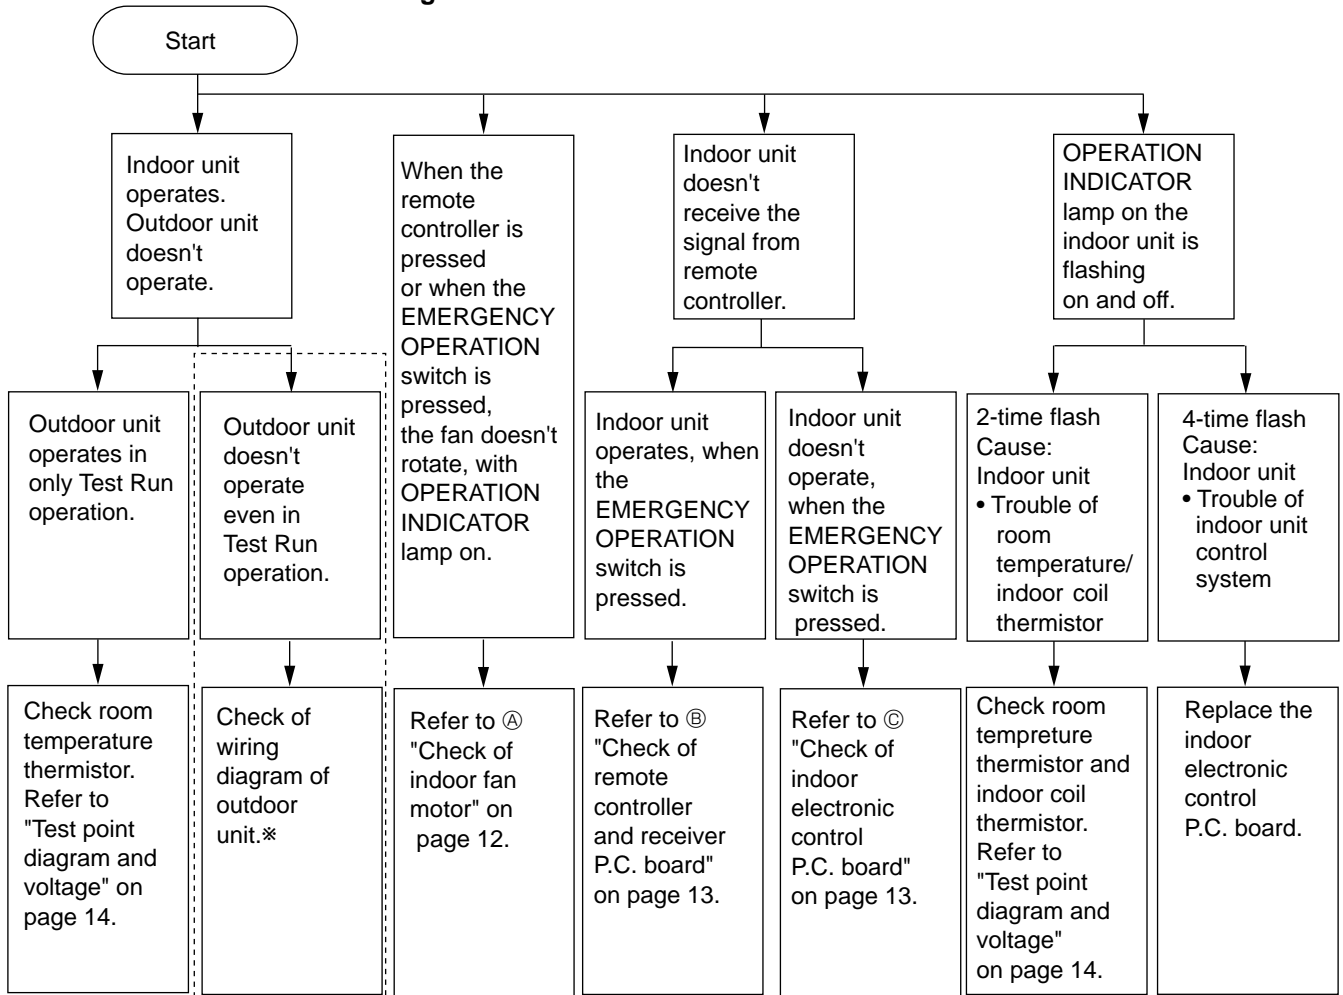 g
Start
Indoor unit
operates.
Outdoor unit
doesn't
operate.
When the
remote
controller is
pressed
or when the
EMERGENCY
OPERATION
switch is
pressed,
the fan doesn't
rotate, with
OPERATION
INDICATOR
lamp on.
Indoor unit
doesn't
receive the
signal from
remote
controller.
OPERATION
INDICATOR
lamp on the
indoor unit is
flashing
on and off.
Outdoor unit
operates in
only Test Run
operation.
Outdoor unit
doesn't
operate
even in
Test Run
operation.
Indoor unit
operates, when
the
EMERGENCY
OPERATION
switch is
pressed.
Indoor unit
doesn't
operate,
when the
EMERGENCY
OPERATION
switch is
pressed.
2-time flash
Cause:
Indoor unit
• Trouble of
room
temperature/
indoor coil
thermistor
4-time flash
Cause:
Indoor unit
• Trouble of
indoor unit
control
system
Check room
temperature
thermistor.
Refer to
"Test point
diagram and
voltage" on
page 14.
Check of
wiring
diagram of
outdoor
unit.※
Refer to Ⓐ
"Check of
indoor fan
motor" on
page 12.
Refer to Ⓑ
"Check of
remote
controller
and receiver
P.C. board"
on page 13.
Refer to Ⓒ
"Check of
indoor
electronic
control
P.C. board"
on page 13.
Check room
tempreture
thermistor and
indoor coil
thermistor.
Refer to
"Test point
diagram and
voltage"
on page 14.
Replace the
indoor
electronic
control
P.C. board.